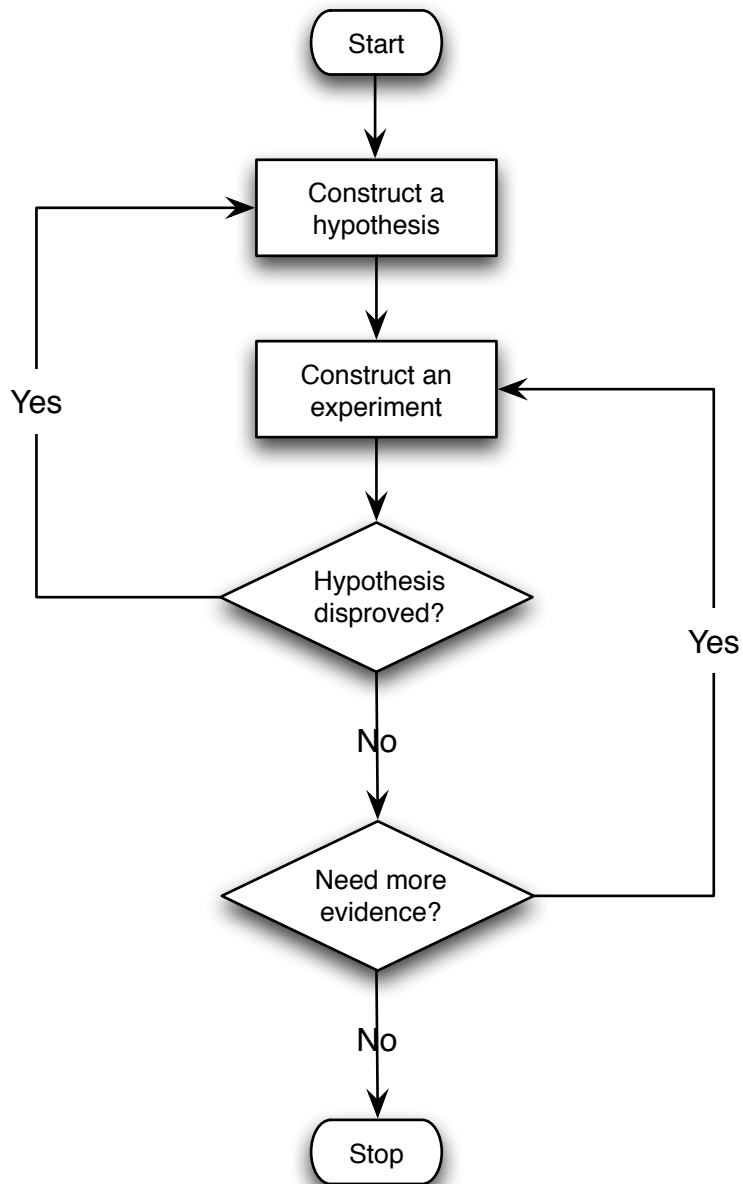 Start
Construct a
hypothesis
Construct an
experiment
Yes
Hypothesis
disproved?
Yes
No
Need more
evidence?
No
Stop